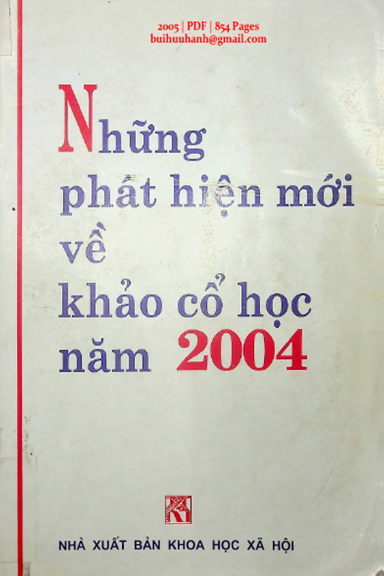 2005 | PDF | 854 Pages
buihuuhanh@gmail.com
Những
phát hiện mới
về
khảo cổ học
năm 2004
NHÀ XUẤT BẢN KHOA HỌC XÃ HỘI